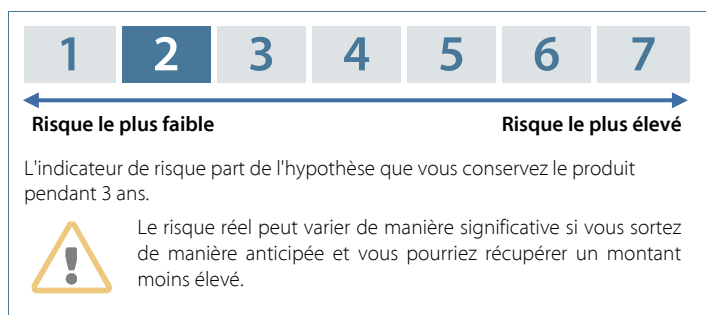 1 2 3 4 5 6 7
Risque le plus faible Risque le plus élevé
L'indicateur de risque part de l'hypothèse que vous conservez le produit
pendant 3 ans.
Le risque réel peut varier de manière significative si vous sortez
de manière anticipée et vous pourriez récupérer un montant
moins élevé.